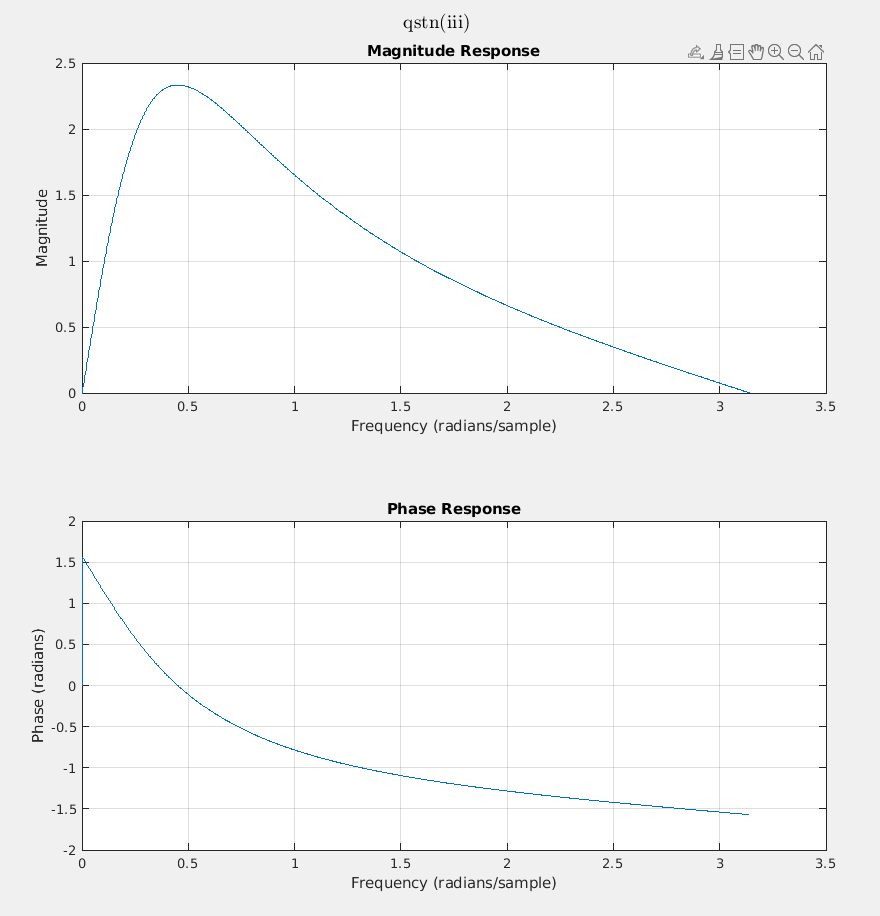 qstn(iii)
Magnitude Response
2.5
2
1.5
1
0.5
0
Magnitude
0 0.5 1 1.5 2 2.5 3 3.5
Frequency (radians/sample)
Phase Response
2
1.5
1
0.5
0
-0.5
-1
-1.5
-2
Phase (radians)
0 0.5 1 1.5 2 2.5 3 3.5
Frequency (radians/sample)